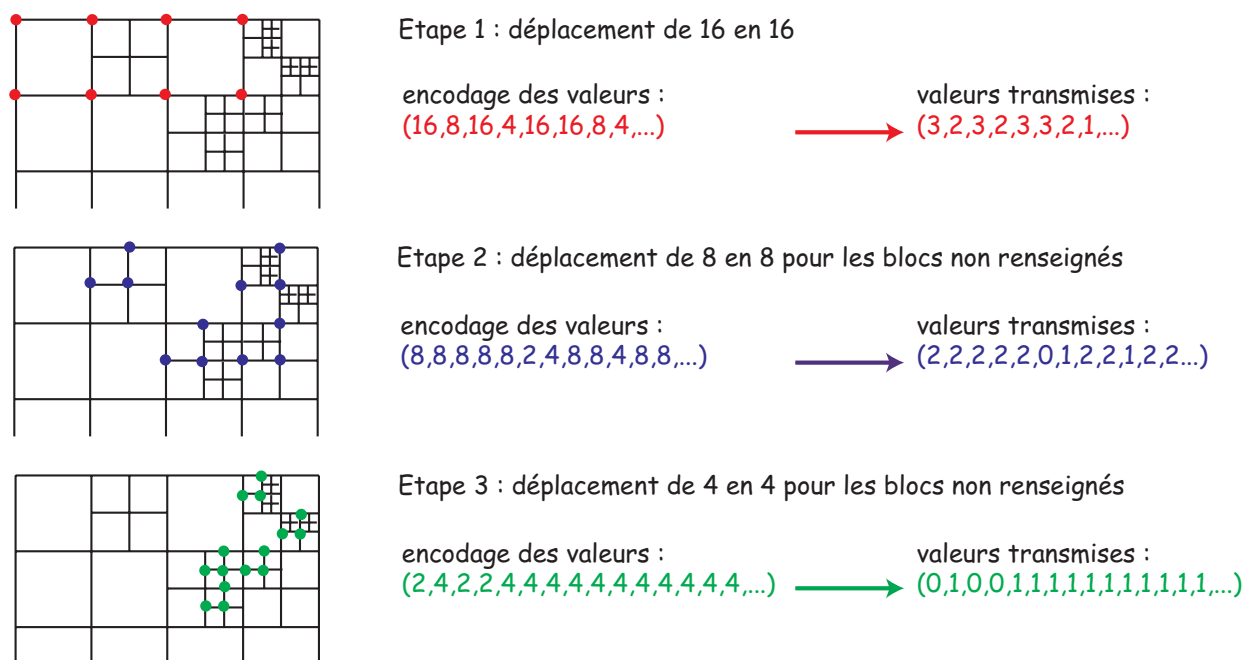 Etape 1 : déplacement de 16 en 16
encodage des valeurs :
valeurs transmises :
(16,8,16,4,16,16,8,4,...)
(3,2,3,2,3,3,2,1,...)
Etape 2 : déplacement de 8 en 8 pour les blocs non renseignés
encodage des valeurs :
valeurs transmises :
(8,8,8,8,8,2,4,8,8,4,8,8,...)
(2,2,2,2,2,0,1,2,2,1,2,2...)
Etape 3 : déplacement de 4 en 4 pour les blocs non renseignés
encodage des valeurs :
valeurs transmises :
(2,4,2,2,4,4,4,4,4,4,4,4,4,4,4,...)
(0,1,0,0,1,1,1,1,1,1,1,1,1,1,1,...)